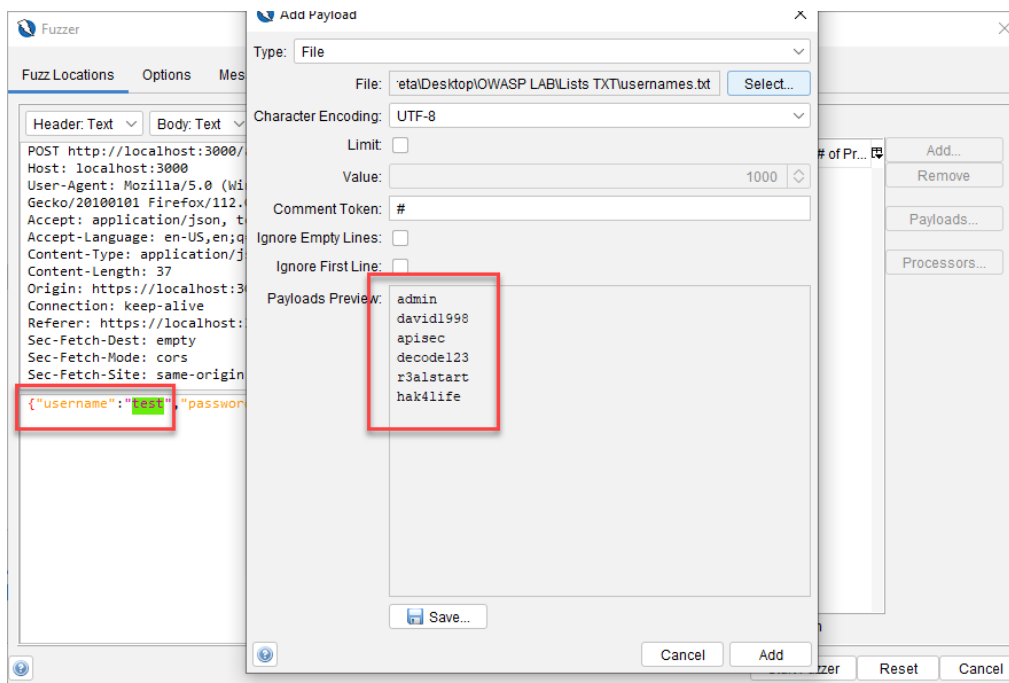 Fuzzer
Add Payload
Fuzz Locations Options Mes
Type: File
File: eta\Desktop\OWASP LAB\Lists TXT\usernames.txt Select...
Character Encoding: UTF-8
Header: Text Body: Text
Limit:
# of Pr...
Add...
Value: 1000
Remove
Comment Token: #
Payloads...
Ignore Empty Lines:
Processors...
Ignore First Line:
POST http://localhost:3000/
Host: localhost:3000
User-Agent: Mozilla/5.0 (Wi
Gecko/20100101 Firefox/112.
Accept: application/json, t
Accept-Language: en-US,en;q
Content-Type: application/j
Content-Length: 37
Origin: https://localhost:3
Connection: keep-alive
Referer: https://localhost:
Sec-Fetch-Dest: empty
Sec-Fetch-Mode: cors
Sec-Fetch-Site: same-origin
{"username":"test","passwor
Payloads Preview:
admin
david1998
apisec
decode123
r3alstart
hak4life
Save...
Cancel Add
zzer Reset Cancel